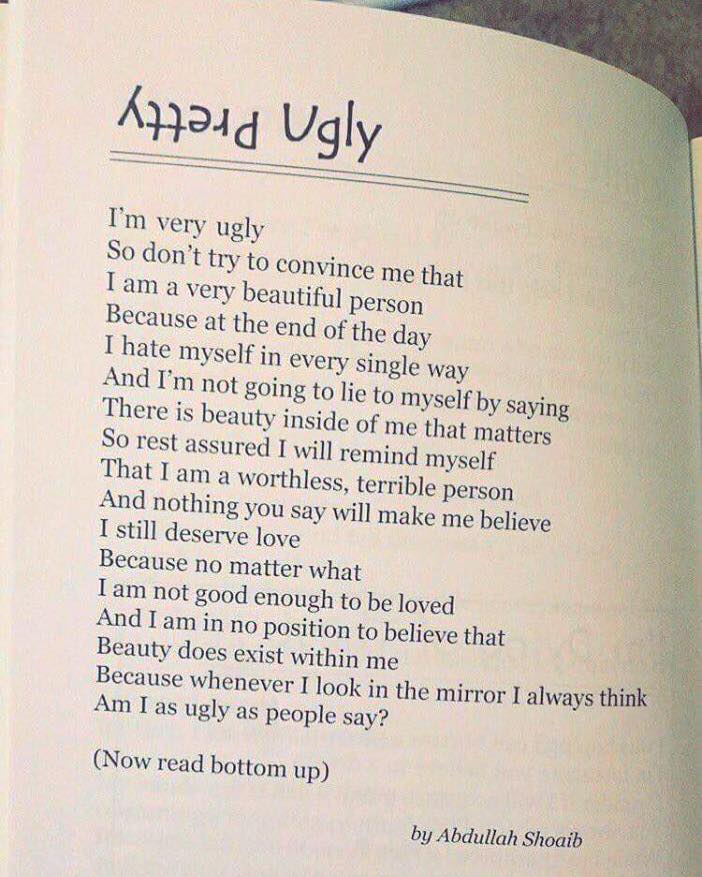 Pretty Ugly
I'm very ugly
So don't try to convince me that
I am a very beautiful person
Because at the end of the day
I hate myself in every single way
And I'm not going to lie to myself by saying
There is beauty inside of me that matters
So rest assured I will remind myself
That I am a worthless, terrible person
And nothing you say will make me believe
I still deserve love
Because no matter what
I am not good enough to be loved
And I am in no position to believe that
Beauty does exist within me
Because whenever I look in the mirror I always think
Am I as ugly as people say?
(Now read bottom up)
by Abdullah Shoaib